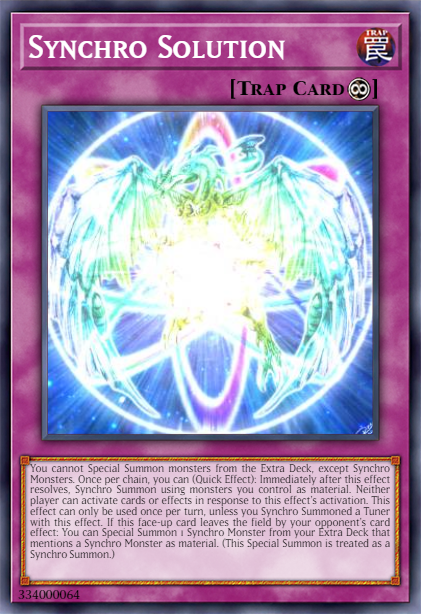 Synchro Solution
TRAP
罠
[Trap Card]
You cannot Special Summon monsters from the Extra Deck, except Synchro
Monsters. Once per chain, you can (Quick Effect): Immediately after this effect
resolves, Synchro Summon using monsters you control as material. Neither
player can activate cards or effects in response to this effect's activation. This
effect can only be used once per turn, unless you Synchro Summoned a Tuner
with this effect. If this face-up card leaves the field by your opponent's card
effect: You can Special Summon 1 Synchro Monster from your Extra Deck that
mentions a Synchro Monster as material. (This Special Summon is treated as a
Synchro Summon.)
334000064